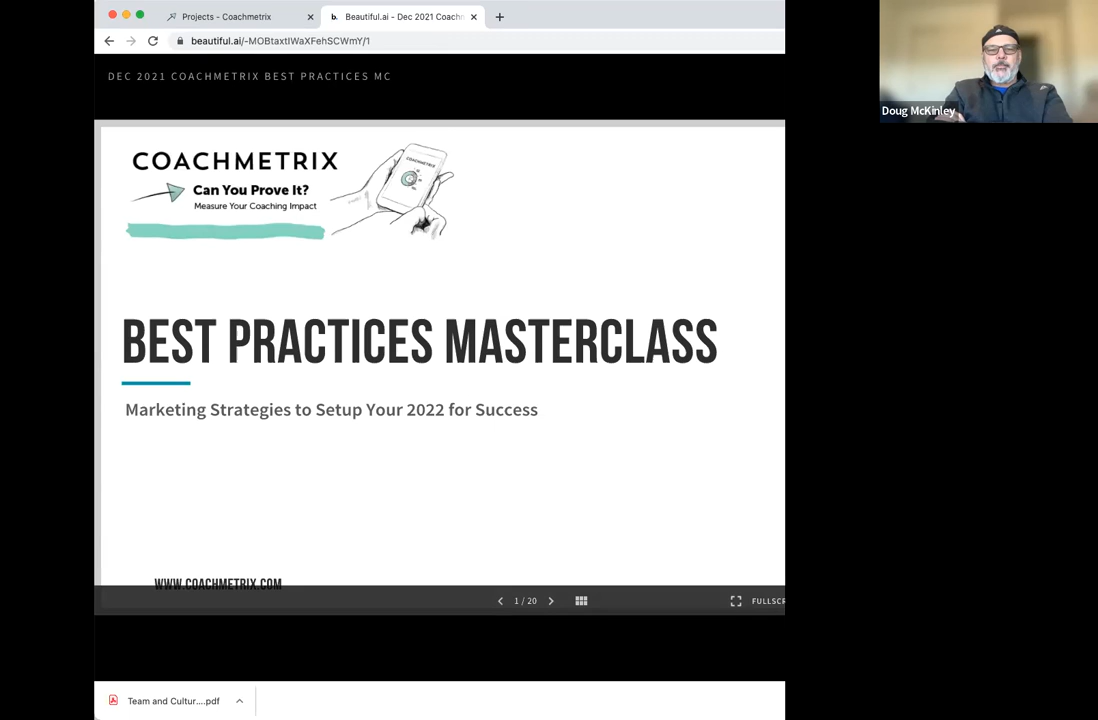 Projects - Coachmetrix
b. Beautiful.ai - Dec 2021 Coachm
beautiful.ai/-MOBtaxtIWaXFehSCWmY/1
DEC 2021 COACHMETRIX BEST PRACTICES MC
Doug McKinley
COACHMETRIX
Can You Prove It?
Measure Your Coaching Impact
COACHMETRIX
BEST PRACTICES MASTERCLASS
Marketing Strategies to Setup Your 2022 for Success
WWW.COACHMETRIX.COM
1 / 20
FULLSCR
Team and Cultur....pdf